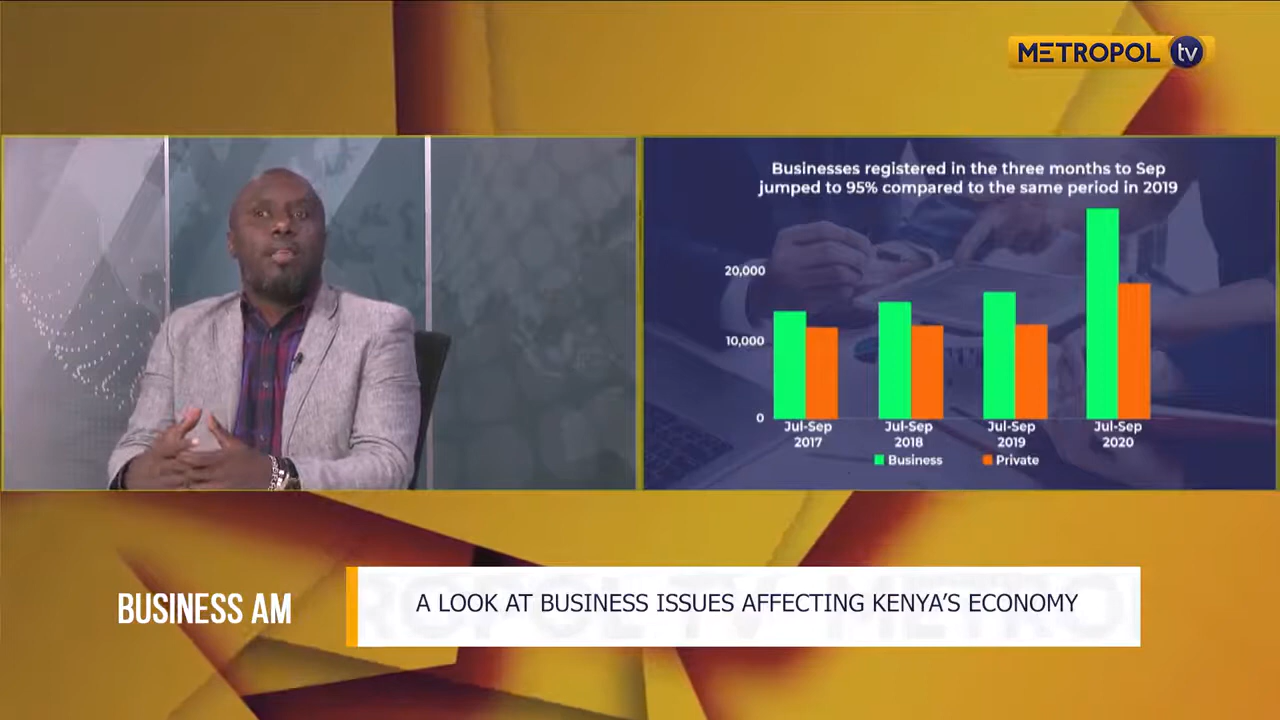 METROPOL tv
Businesses registered in the three months to Sep
jumped to 95% compared to the same period in 2019
20,000
10,000
0
Jul-Sep
2017
Jul-Sep
2018
Jul-Sep
2019
Jul-Sep
2020
Business
Private
BUSINESS AM
A LOOK AT BUSINESS ISSUES AFFECTING KENYA'S ECONOMY